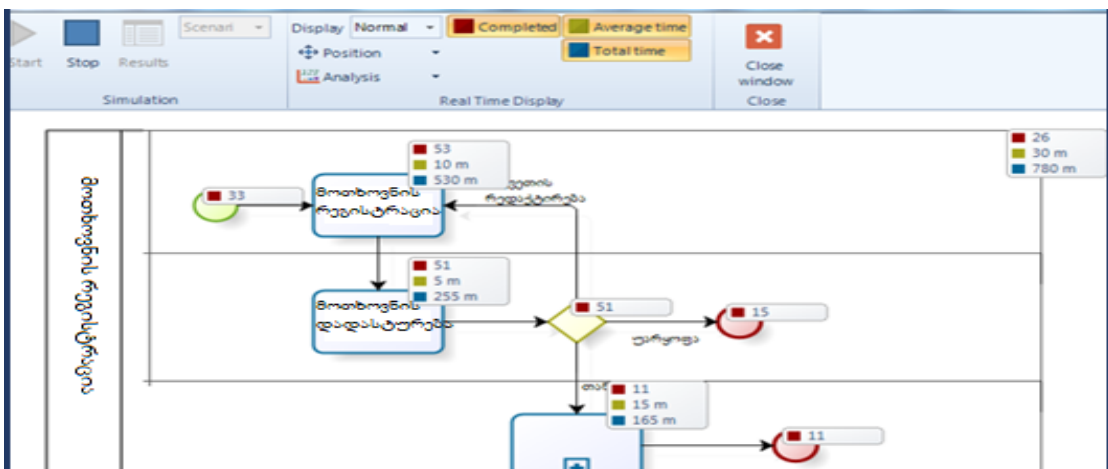 Start
Stop
Results
Scenari
Simulation
Display Normal
Position
Analysis
Completed
Average time
Total time
Real Time Display
Close
window
Close
26
30 m
780 m
53
10 m
530 m
რედაქტირება
33
მოთხოვნის
რეგისტრაცია
51
5 m
255 m
მოთხოვნის
დადასტურება
51
15
უარყოფა
11
15 m
165 m
11
მოთხოვნის რეგისტრაცია